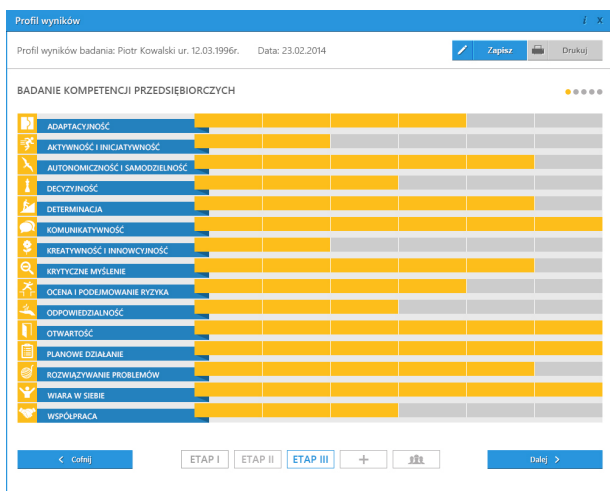 Profil wyników i x
Profil wyników badania: Piotr Kowalski ur. 12.03.1996r. Data: 23.02.2014 Zapisz Drukuj
BADANIE KOMPETENCJI PRZEDSIĘBIORCZYCH
ADAPTACYJNOŚĆ
AKTYWNOŚĆ I INICJATYWNOŚĆ
AUTONOMICZNOŚĆ I SAMODZIELNOŚĆ
DECYZYJNOŚĆ
DETERMINACJA
KOMUNIKATYWNOŚĆ
KREATYWNOŚĆ I INNOWCYJNOŚĆ
KRYTYCZNE MYŚLENIE
OCENA I PODEJMOWANIE RYZYKA
ODPOWIEDZIALNOŚĆ
OTWARTOŚĆ
PLANOWE DZIAŁANIE
ROZWIĄZYWANIE PROBLEMÓW
WIARA W SIEBIE
WSPÓŁPRACA
< Cofnij ETAP I ETAP II ETAP III + Dalej >